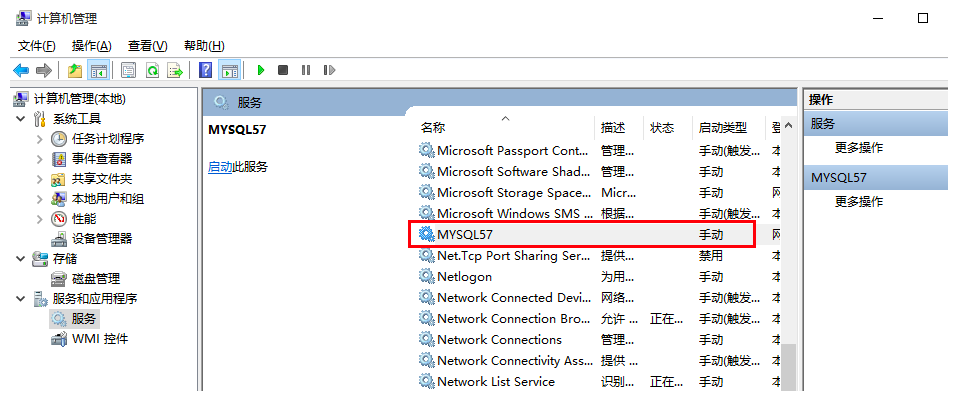 计算机管理
文件(F) 操作(A) 查看(V) 帮助(H)
计算机管理(本地)
系统工具
任务计划程序
事件查看器
共享文件夹
本地用户和组
性能
设备管理器
存储
磁盘管理
服务和应用程序
服务
WMI 控件
服务
MYSQL57
启动此服务
名称 描述 状态 启动类型 登
Microsoft Passport Cont... 管理... 手动(触发... 本
Microsoft Software Shad... 管理... 手动 本
Microsoft Storage Space... Micr... 手动 网
Microsoft Windows SMS ... 根据... 手动(触发... 本
MYSQL57 手动 网
Net.Tcp Port Sharing Ser... 提供... 禁用 本
Netlogon 为用... 手动 本
Network Connected Devi... 网络... 手动(触发... 本
Network Connection Bro... 允许 ... 正在... 手动(触发... 本
Network Connections 管理... 手动 本
Network Connectivity Ass... 提供 ... 手动(触发... 本
Network List Service 识别... 正在... 手动 本
操作
服务
更多操作
MYSQL57
更多操作